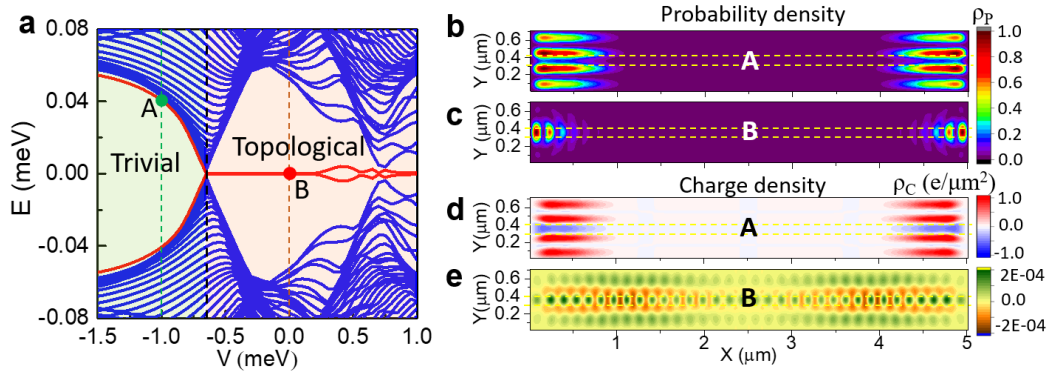 a
0.08
0.04
0.00
-0.04
-0.08
E (meV)
A
Trivial
Topological
B
-1.5
-1.0
-0.5
0.0
0.5
1.0
V (meV)
Probability density
b
Y (μm)
0.6
0.4
0.2
A
c
Y (μm)
0.6
0.4
0.2
B
ρP
1.0
0.8
0.6
0.4
0.2
0.0
Charge density
ρC (e/μm²)
d
Y(μm)
0.6
0.4
0.2
A
1.0
0.0
-1.0
e
Y(μm)
0.6
0.4
0.2
B
2E-04
0.0
-2E-04
1
2
3
4
5
X (μm)